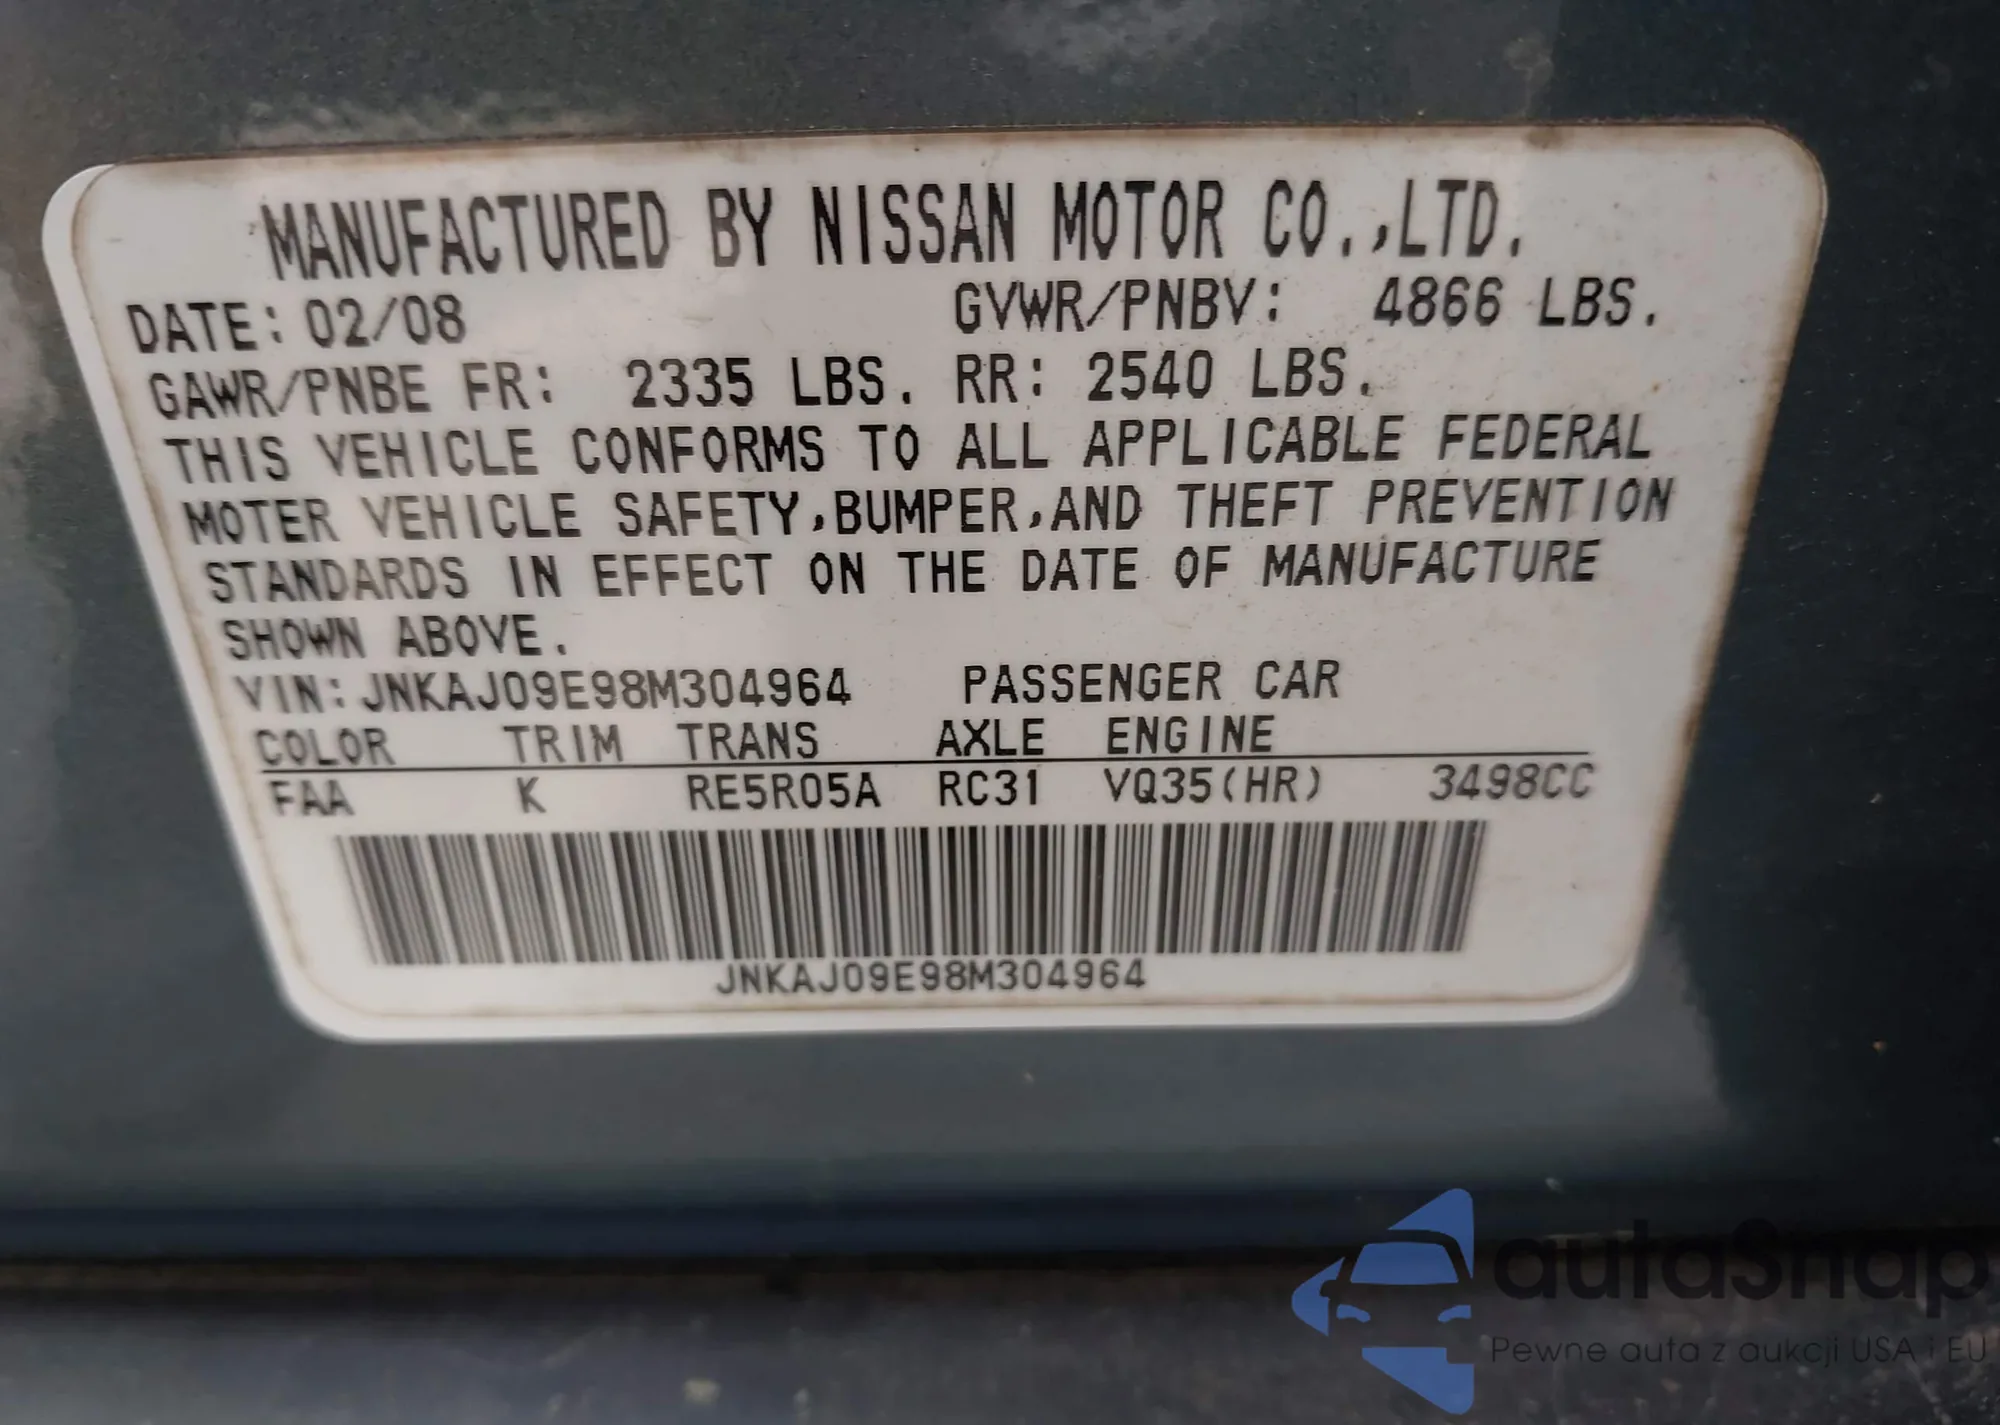 MANUFACTURED BY NISSAN MOTOR CO.,LTD.
DATE: 02/08 GVWR/PNBV: 4866 LBS.
GAWR/PNBE FR: 2335 LBS. RR: 2540 LBS.
THIS VEHICLE CONFORMS TO ALL APPLICABLE FEDERAL
MOTER VEHICLE SAFETY,BUMPER,AND THEFT PREVENTION
STANDARDS IN EFFECT ON THE DATE OF MANUFACTURE
SHOWN ABOVE.
VIN:JNKAJ09E98M304964 PASSENGER CAR
COLOR TRIM TRANS AXLE ENGINE
FAA K RE5R05A RC31 VQ35(HR) 3498CC
JNKAJ09E98M304964
autaSnap
Pewne auta z aukcji USA i EU